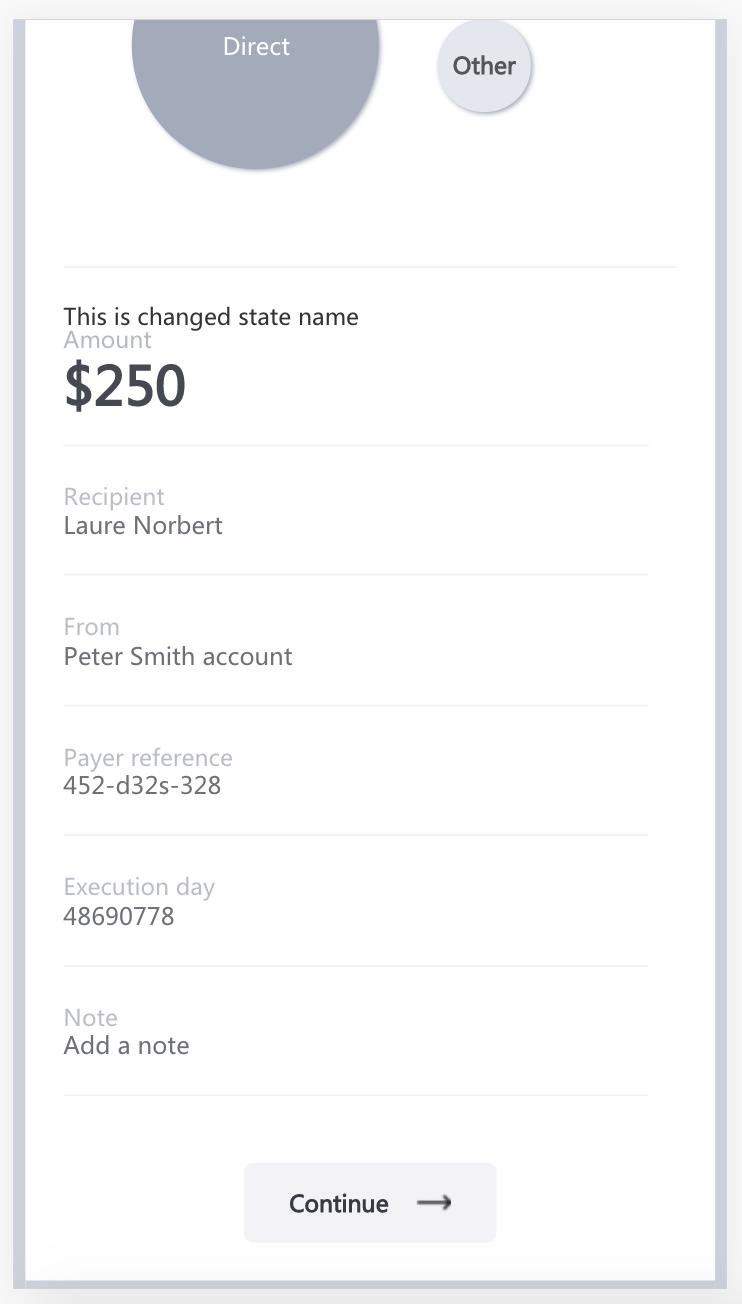 Direct
Other
This is changed state name
Amount
$250
Recipient
Laure Norbert
From
Peter Smith account
Payer reference
452-d32s-328
Execution day
48690778
Note
Add a note
Continue